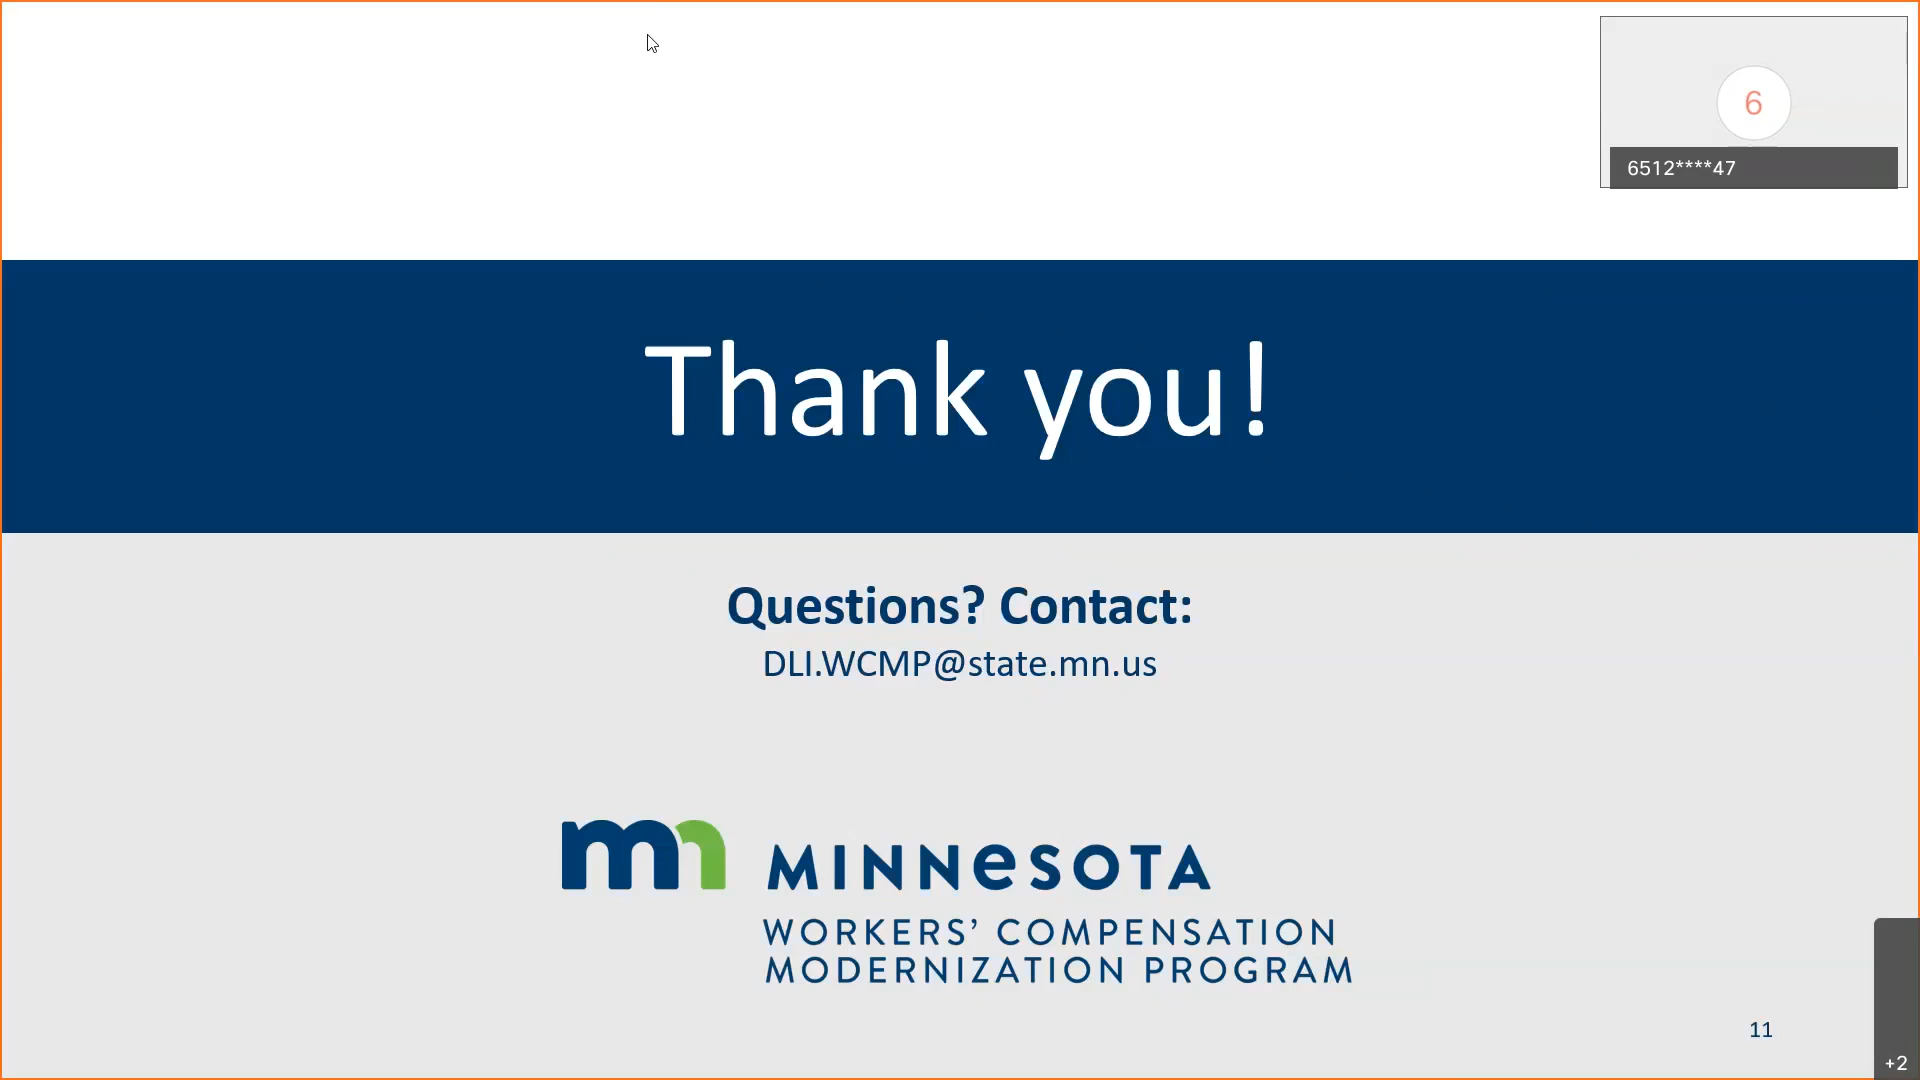 6
6512****47
Thank you!
Questions? Contact:
DLI.WCMP@state.mn.us
mn MINNESOTA
WORKERS’ COMPENSATION
MODERNIZATION PROGRAM
11
+2